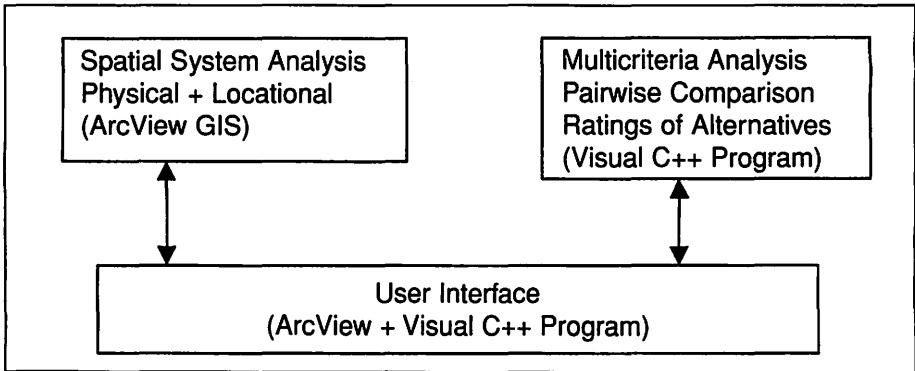 Spatial System Analysis
Physical + Locational
(ArcView GIS)
Multicriteria Analysis
Pairwise Comparison
Ratings of Alternatives
(Visual C++ Program)
User Interface
(ArcView + Visual C++ Program)